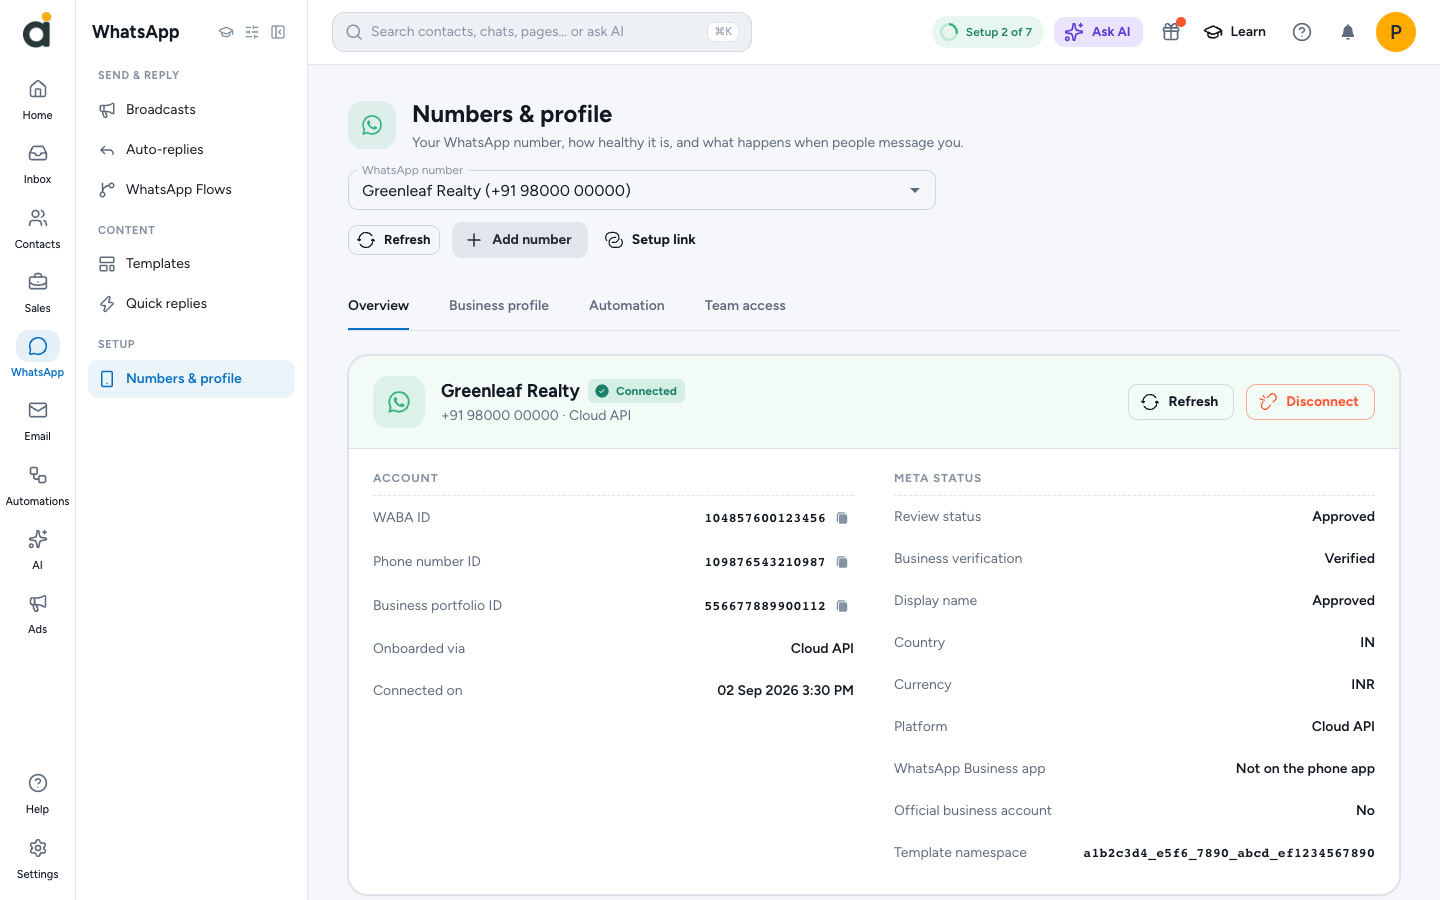 WhatsApp
Search contacts, chats, pages... or ask AI
⌘K
Setup 2 of 7
Ask AI
Learn
P
Home
Inbox
Contacts
Sales
WhatsApp
Email
Automations
AI
Ads
Help
Settings
SEND & REPLY
Broadcasts
Auto-replies
WhatsApp Flows
CONTENT
Templates
Quick replies
SETUP
Numbers & profile
Numbers & profile
Your WhatsApp number, how healthy it is, and what happens when people message you.
WhatsApp number
Greenleaf Realty (+91 98000 00000)
Refresh
Add number
Setup link
Overview
Business profile
Automation
Team access
Greenleaf Realty
Connected
+91 98000 00000 · Cloud API
Refresh
Disconnect
ACCOUNT
WABA ID
104857600123456
Phone number ID
109876543210987
Business portfolio ID
556677889900112
Onboarded via
Cloud API
Connected on
02 Sep 2026 3:30 PM
META STATUS
Review status
Approved
Business verification
Verified
Display name
Approved
Country
IN
Currency
INR
Platform
Cloud API
WhatsApp Business app
Not on the phone app
Official business account
No
Template namespace
a1b2c3d4_e5f6_7890_abcd_ef1234567890